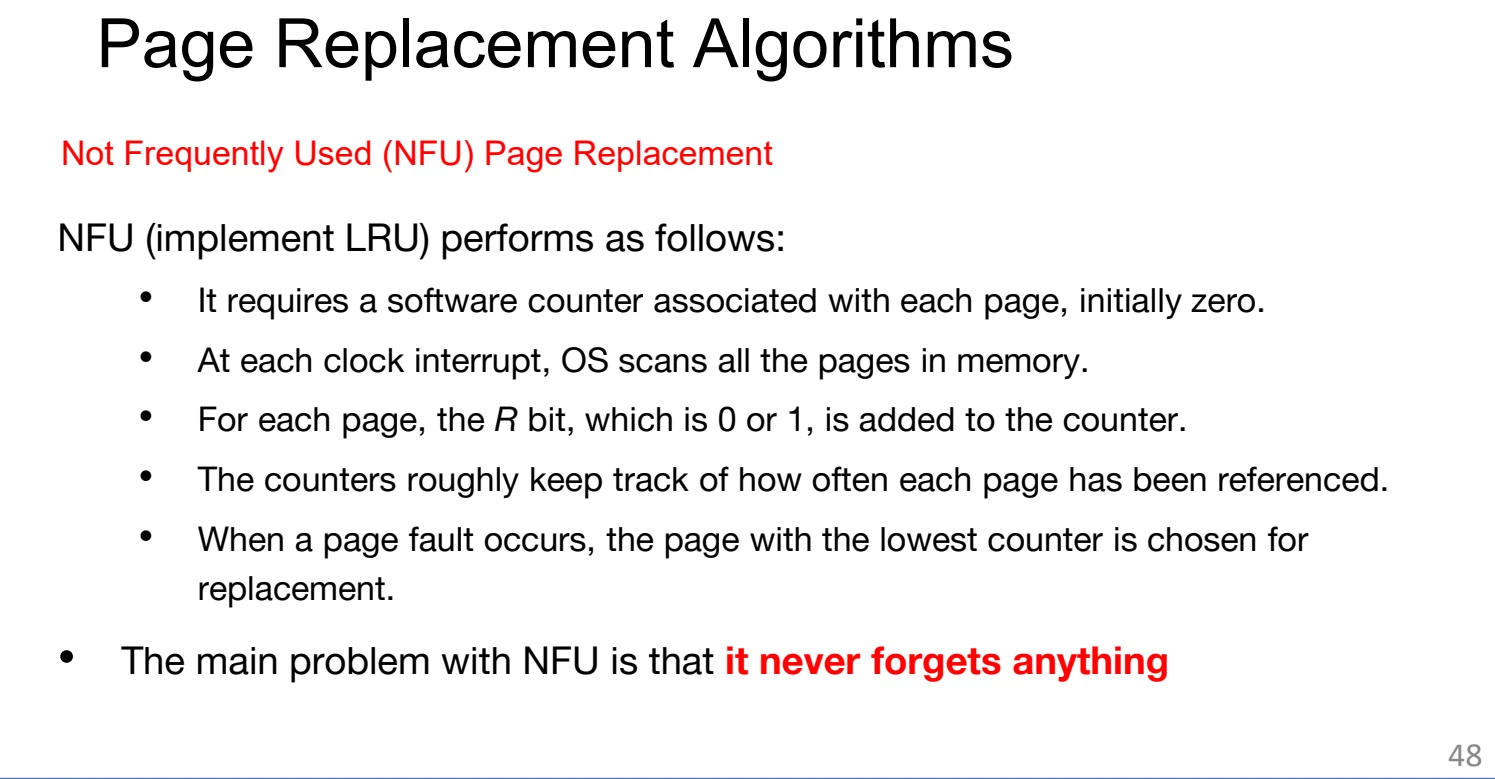 Page Replacement Algorithms
Not Frequently Used (NFU) Page Replacement
NFU (implement LRU) performs as follows:
• It requires a software counter associated with each page, initially zero.
• At each clock interrupt, OS scans all the pages in memory.
• For each page, the R bit, which is 0 or 1, is added to the counter.
• The counters roughly keep track of how often each page has been referenced.
• When a page fault occurs, the page with the lowest counter is chosen for
replacement.
• The main problem with NFU is that it never forgets anything
48